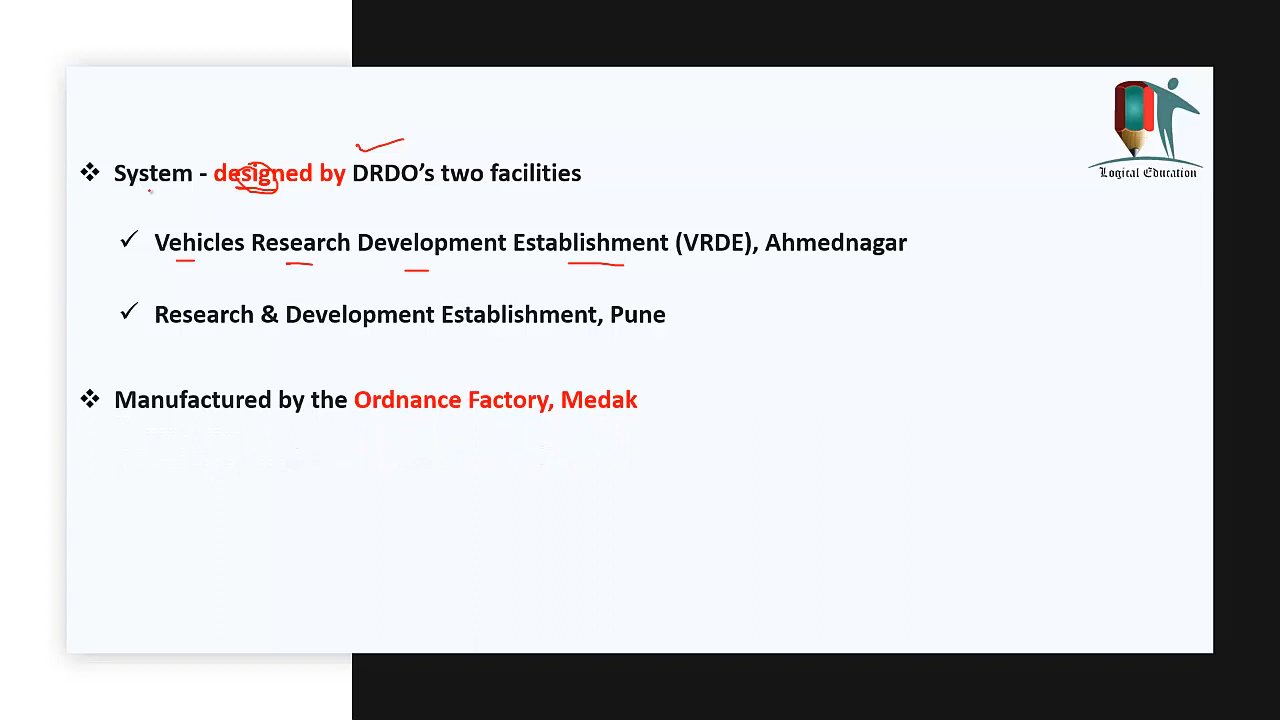 System - designed by DRDO’s two facilities
Vehicles Research Development Establishment (VRDE), Ahmednagar
Research & Development Establishment, Pune
Manufactured by the Ordnance Factory, Medak
Logical Education